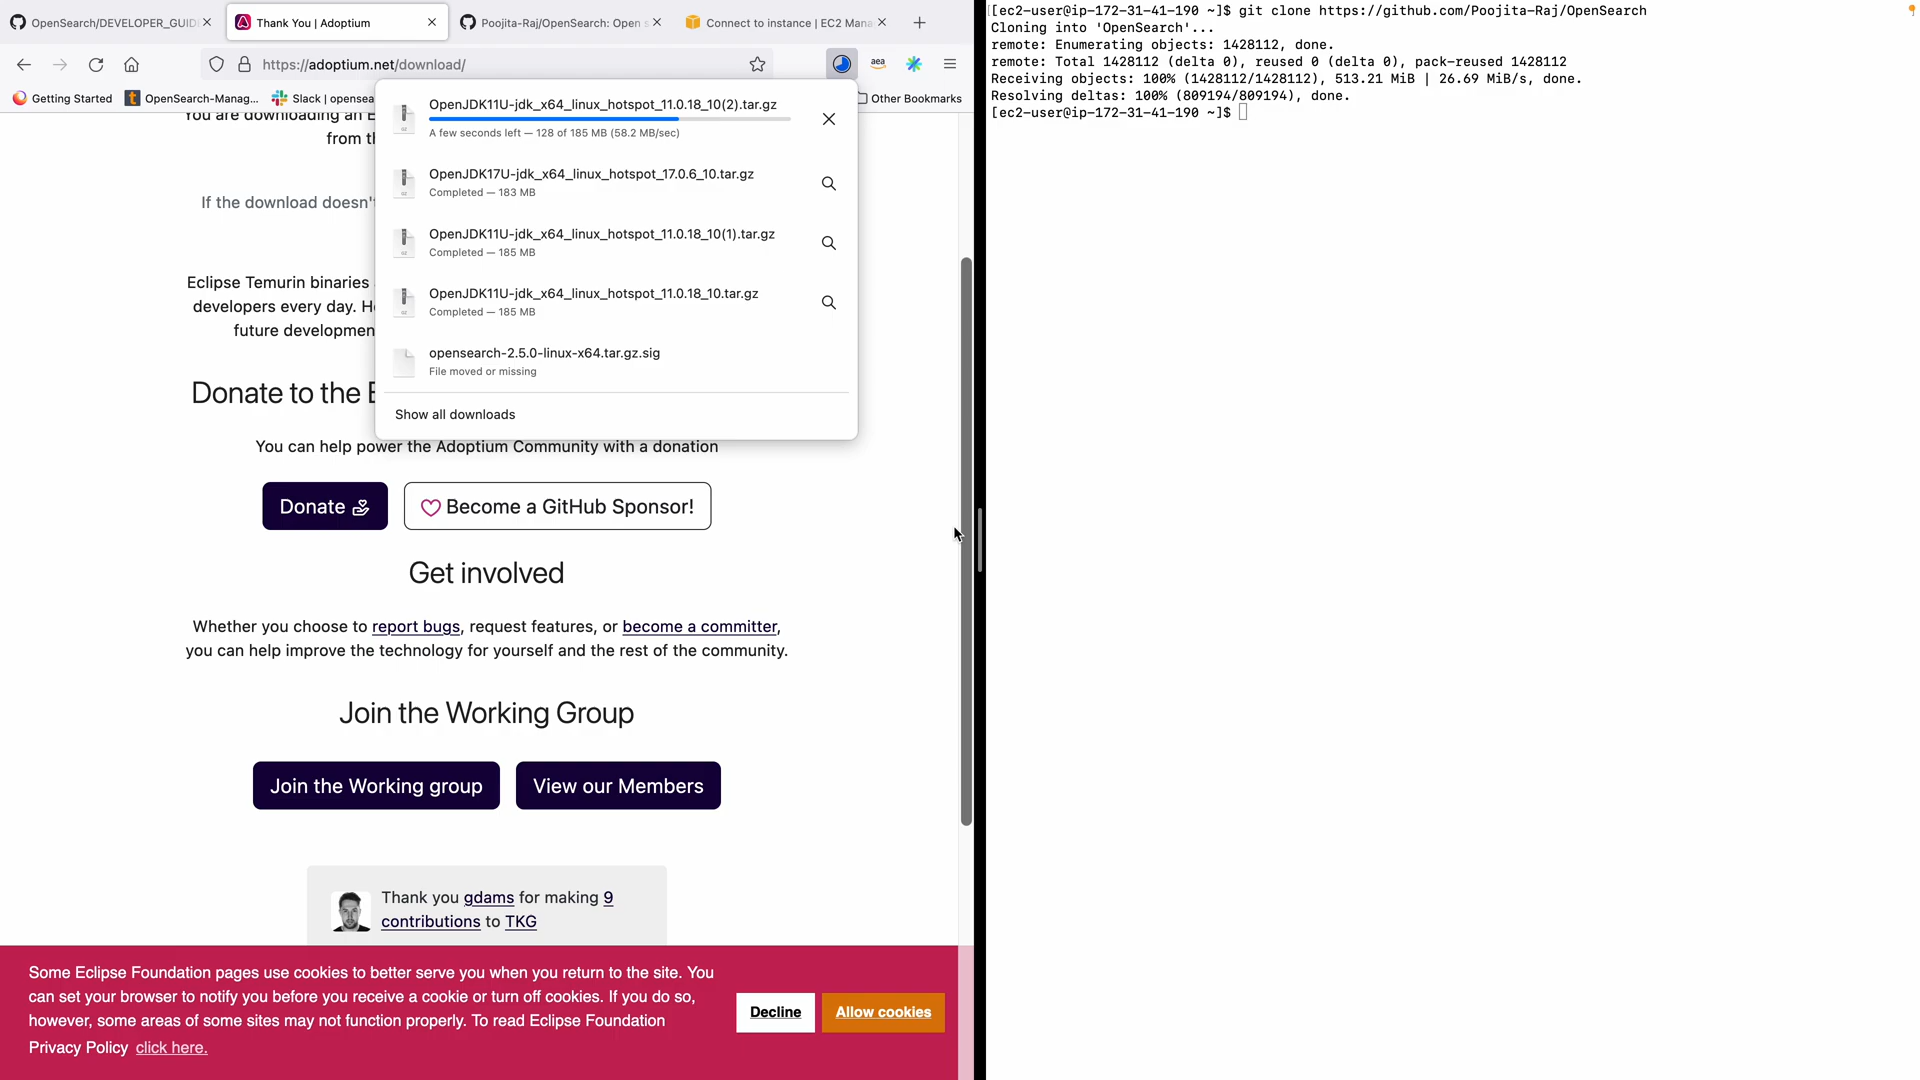 OpenSearch/DEVELOPER_GUID
Thank You | Adoptium
Poojita-Raj/OpenSearch: Open s
Connect to instance | EC2 Mana
https://adoptium.net/download/
aea
Getting Started
OpenSearch-Manag...
Slack | opensea
Other Bookmarks
You are downloading an E
from th
If the download doesn't
Eclipse Temurin binaries
developers every day. He
future developmen
OpenJDK11U-jdk_x64_linux_hotspot_11.0.18_10(2).tar.gz
A few seconds left — 128 of 185 MB (58.2 MB/sec)
OpenJDK17U-jdk_x64_linux_hotspot_17.0.6_10.tar.gz
Completed — 183 MB
OpenJDK11U-jdk_x64_linux_hotspot_11.0.18_10(1).tar.gz
Completed — 185 MB
OpenJDK11U-jdk_x64_linux_hotspot_11.0.18_10.tar.gz
Completed — 185 MB
opensearch-2.5.0-linux-x64.tar.gz.sig
File moved or missing
Show all downloads
Donate to the E
You can help power the Adoptium Community with a donation
Donate
Become a GitHub Sponsor!
Get involved
Whether you choose to report bugs, request features, or become a committer,
you can help improve the technology for yourself and the rest of the community.
Join the Working Group
Join the Working group
View our Members
Thank you gdams for making 9
contributions to TKG
Some Eclipse Foundation pages use cookies to better serve you when you return to the site. You
can set your browser to notify you before you receive a cookie or turn off cookies. If you do so,
however, some areas of some sites may not function properly. To read Eclipse Foundation
Privacy Policy click here.
Decline
Allow cookies
[[ec2-user@ip-172-31-41-190 ~]$ git clone https://github.com/Poojita-Raj/OpenSearch
Cloning into 'OpenSearch'...
remote: Enumerating objects: 1428112, done.
remote: Total 1428112 (delta 0), reused 0 (delta 0), pack-reused 1428112
Receiving objects: 100% (1428112/1428112), 513.21 MiB | 26.69 MiB/s, done.
Resolving deltas: 100% (809194/809194), done.
[ec2-user@ip-172-31-41-190 ~]$